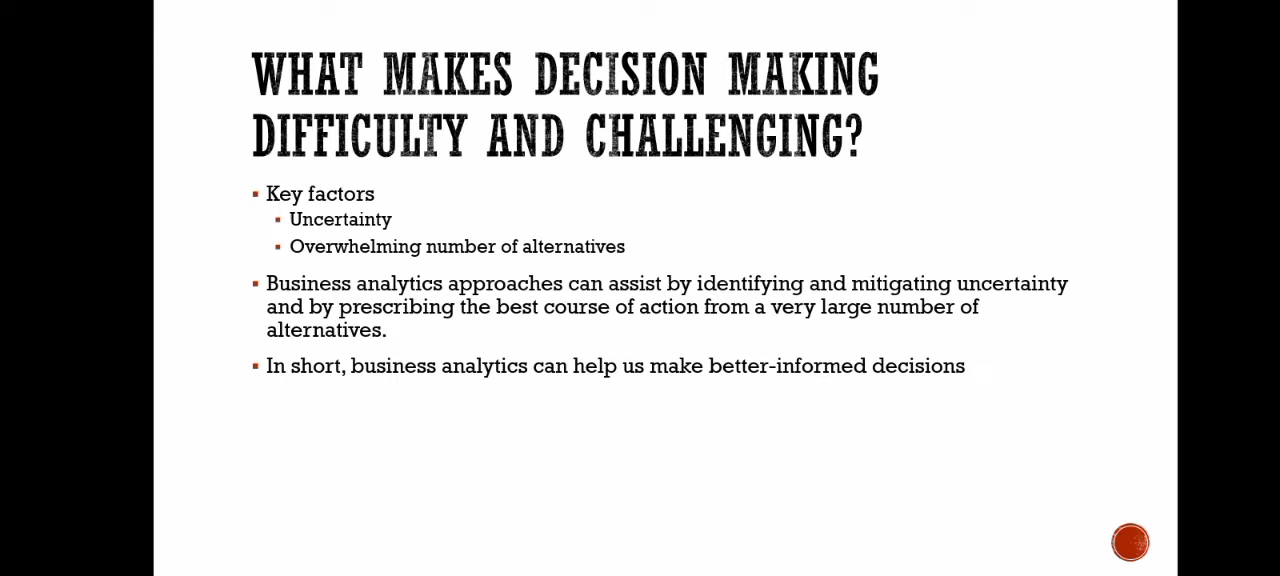 WHAT MAKES DECISION MAKING
DIFFICULTY AND CHALLENGING?
Key factors
Uncertainty
Overwhelming number of alternatives
Business analytics approaches can assist by identifying and mitigating uncertainty
and by prescribing the best course of action from a very large number of
alternatives.
In short, business analytics can help us make better-informed decisions